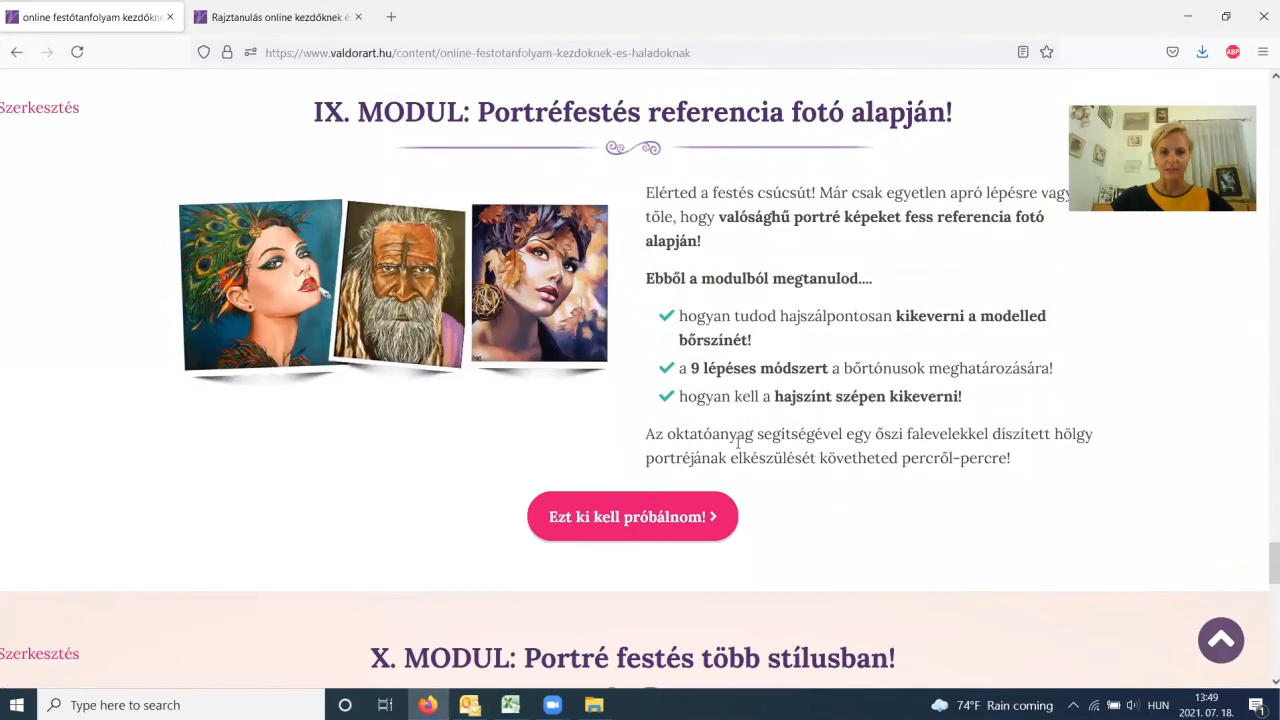 online festőtanfolyam kezdőkne
Rajztanulás online kezdőknek é
https://www.valdorart.hu/content/online-festotanfolyam-kezdoknek-es-haladoknak
ABP
Szerkesztés
IX. MODUL: Portréfestés referencia fotó alapján!
Elérted a festés csúcsút! Már csak egyetlen apró lépésre vagy
tőle, hogy valósághű portré képeket fess referencia fotó
alapján!
Ebből a modulból megtanulod....
hogyan tudod hajszálpontosan kikeverni a modelled
bőrszínét!
a 9 lépéses módszert a bőrtónusok meghatározására!
hogyan kell a hajszínt szépen kikeverni!
Az oktatóanyag segítségével egy őszi falevelekkel díszített hölgy
portréjának elkészülését követheted percről-percre!
Ezt ki kell próbálnom!
Szerkesztés
X. MODUL: Portré festés több stílusban!
Type here to search
74°F Rain coming
HUN
13:49
2021. 07. 18.
1